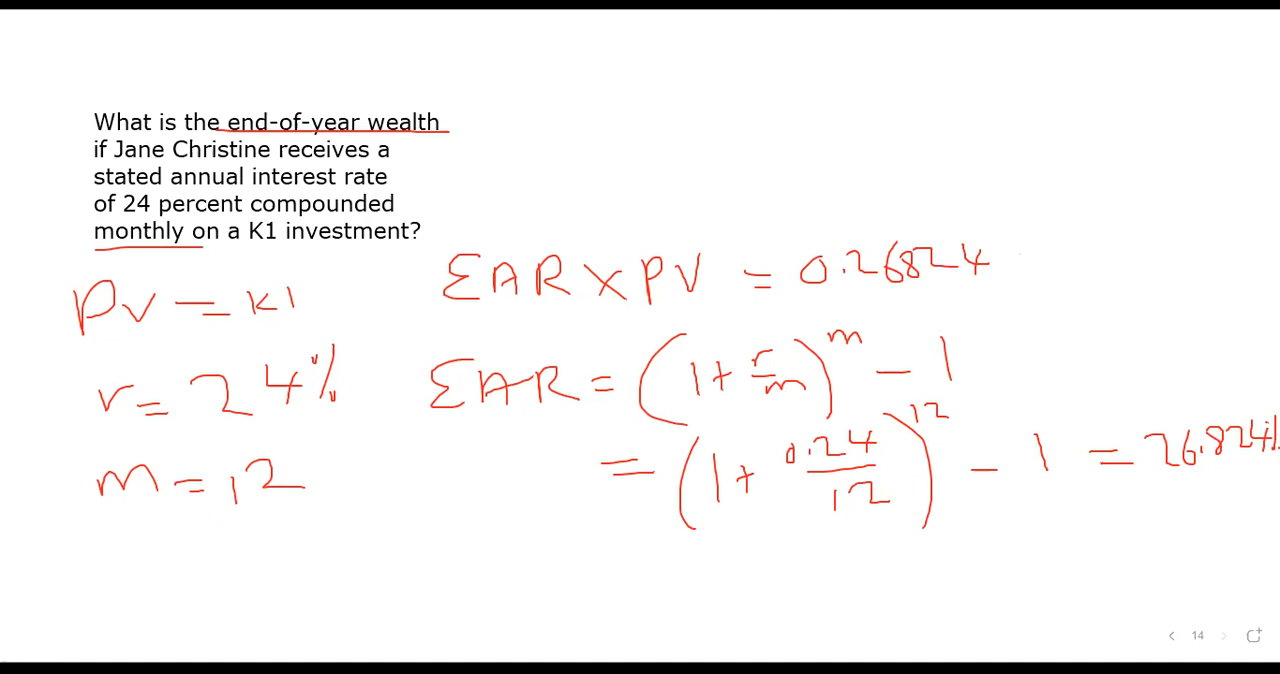 What is the end-of-year wealth
if Jane Christine receives a
stated annual interest rate
of 24 percent compounded
monthly on a K1 investment?
EAR X PV = 0.26824
PV = K1
EAR = (1 + r/m)^m - 1
r = 24%
= (1 + 0.24/12)^12 - 1 = 26.824%
m = 12
14